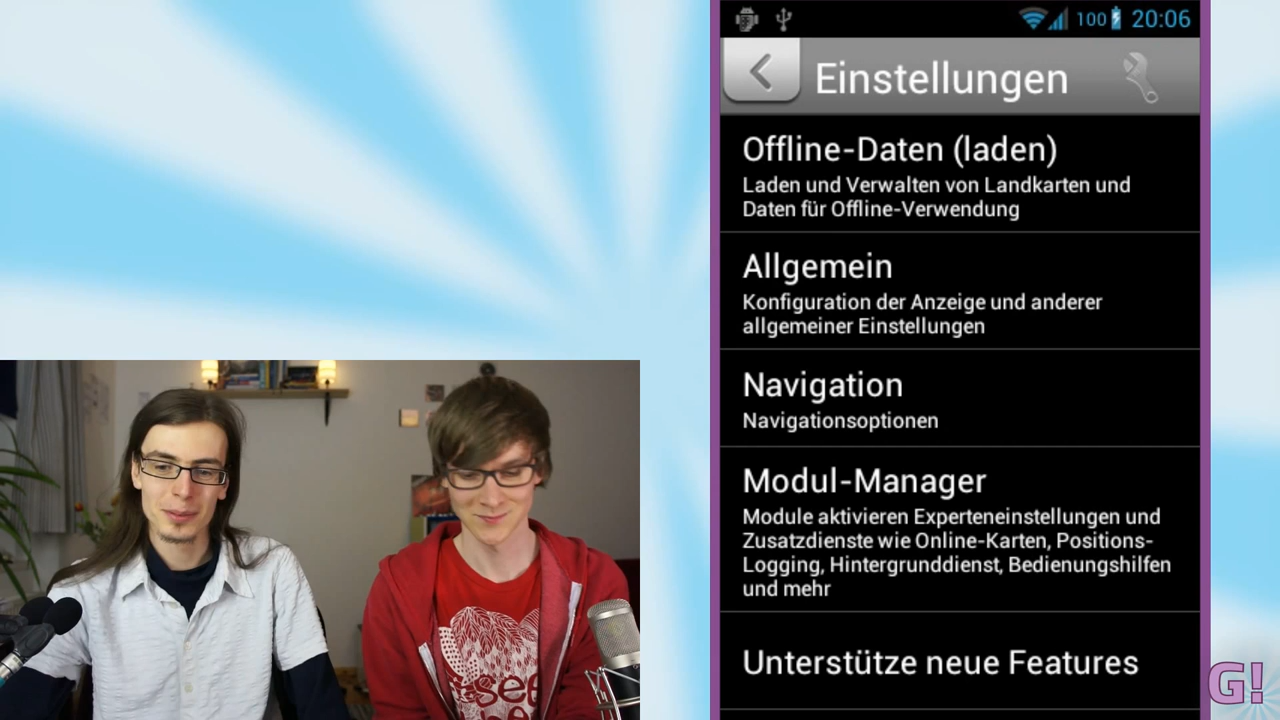 100 20:06
Einstellungen
Offline-Daten (laden)
Laden und Verwalten von Landkarten und
Daten für Offline-Verwendung
Allgemein
Konfiguration der Anzeige und anderer
allgemeiner Einstellungen
Navigation
Navigationsoptionen
Modul-Manager
Module aktivieren Experteneinstellungen und
Zusatzdienste wie Online-Karten, Positions-
Logging, Hintergrunddienst, Bedienungshilfen
und mehr
Unterstütze neue Features
G!
see